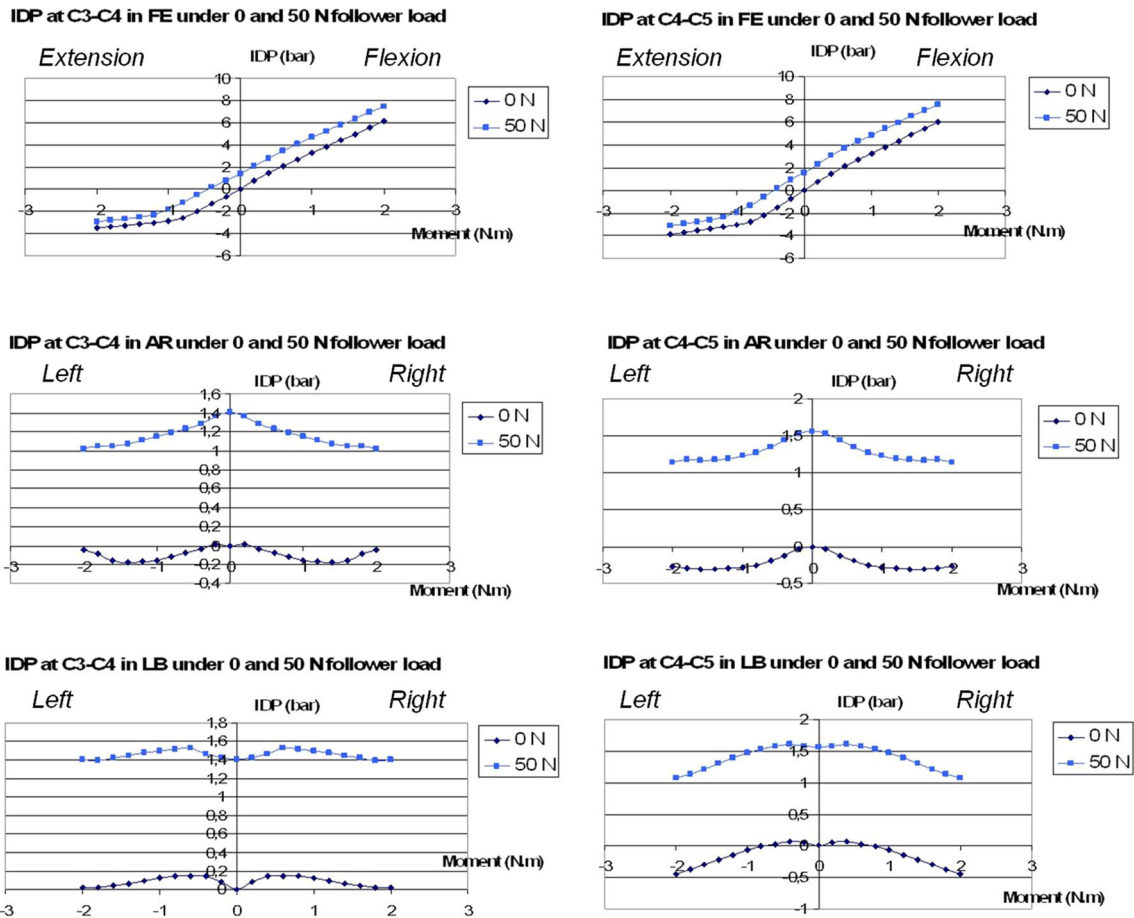 IDP at C3-C4 in FE under 0 and 50 N follower load
Extension IDP (bar) Flexion
10
8
6
4
2
0
-2
-4
-6
-3 -2 -1 0 1 2 3
Moment (N.m)
0 N
50 N
IDP at C4-C5 in FE under 0 and 50 N follower load
Extension IDP (bar) Flexion
10
8
6
4
2
0
-2
-4
-6
-3 -2 -1 0 1 2 3
Moment (N.m)
0 N
50 N
IDP at C3-C4 in AR under 0 and 50 N follower load
Left IDP (bar) Right
1,6
1,4
1,2
1
0,8
0,6
0,4
0,2
0
-0,2
-0,4
-3 -2 -1 0 1 2 3
Moment (N.m)
0 N
50 N
IDP at C4-C5 in AR under 0 and 50 N follower load
Left IDP (bar) Right
2
1,5
1
0,5
0
-0,5
-3 -2 -1 0 1 2 3
Moment (N.m)
0 N
50 N
IDP at C3-C4 in LB under 0 and 50 N follower load
Left IDP (bar) Right
1,8
1,6
1,4
1,2
1
0,8
0,6
0,4
0,2
0
-3 -2 -1 0 1 2 3
Moment (N.m)
0 N
50 N
IDP at C4-C5 in LB under 0 and 50 N follower load
Left IDP (bar) Right
2
1,5
1
0,5
0
-0,5
-1
-3 -2 -1 0 1 2 3
Moment (N.m)
0 N
50 N